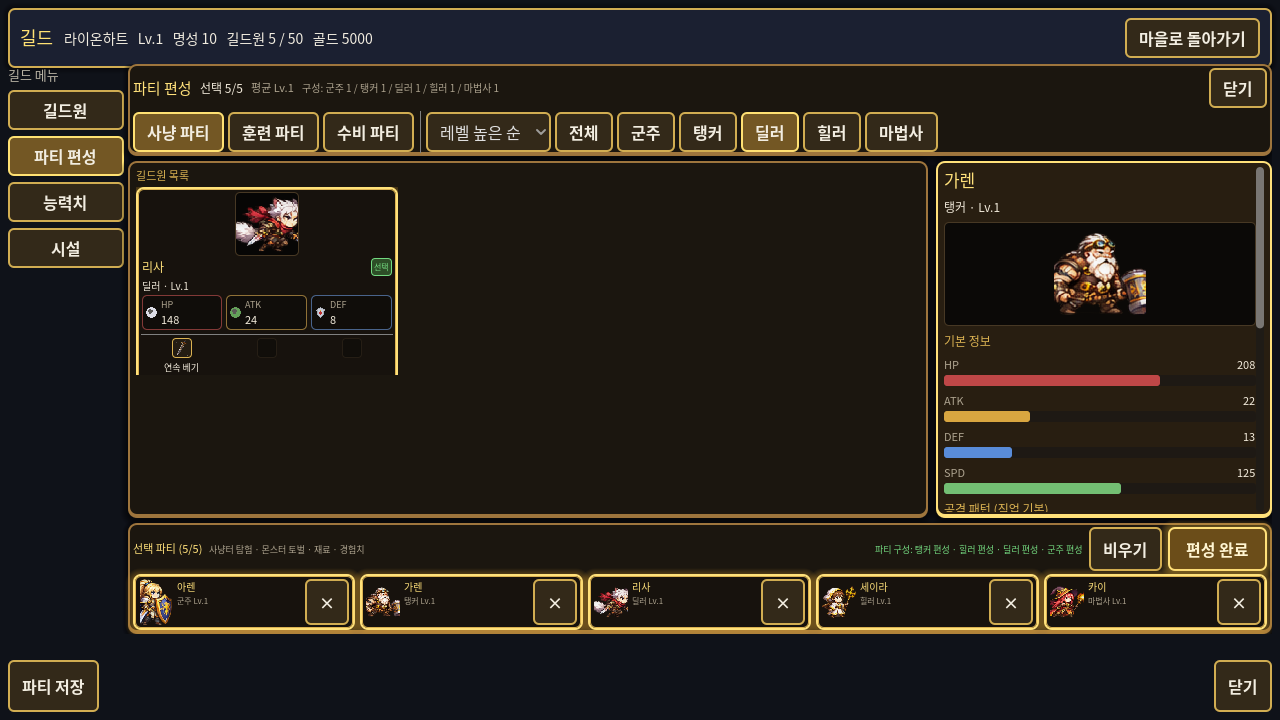 길드 라이온하트 Lv.1 명성 10 길드원 5 / 50 골드 5000
마을로 돌아가기
길드 메뉴
길드원
파티 편성
능력치
시설
파티 편성 선택 5/5 평균 Lv.1 구성: 군주 1 / 탱커 1 / 딜러 1 / 힐러 1 / 마법사 1
닫기
사냥 파티 훈련 파티 수비 파티 레벨 높은 순 전체 군주 탱커 딜러 힐러 마법사
길드원 목록
리사 선택
딜러 · Lv.1
HP 148
ATK 24
DEF 8
연속 베기
가렌
탱커 · Lv.1
기본 정보
HP 208
ATK 22
DEF 13
SPD 125
공격 패턴 (직업 기본)
선택 파티 (5/5) 사냥터 탐험 · 몬스터 토벌 · 재료 · 경험치
파티 구성: 탱커 편성 · 힐러 편성 · 딜러 편성 · 군주 편성
비우기
편성 완료
아렌
군주 Lv.1
×
가렌
탱커 Lv.1
×
리사
딜러 Lv.1
×
세이라
힐러 Lv.1
×
카이
마법사 Lv.1
×
파티 저장
닫기